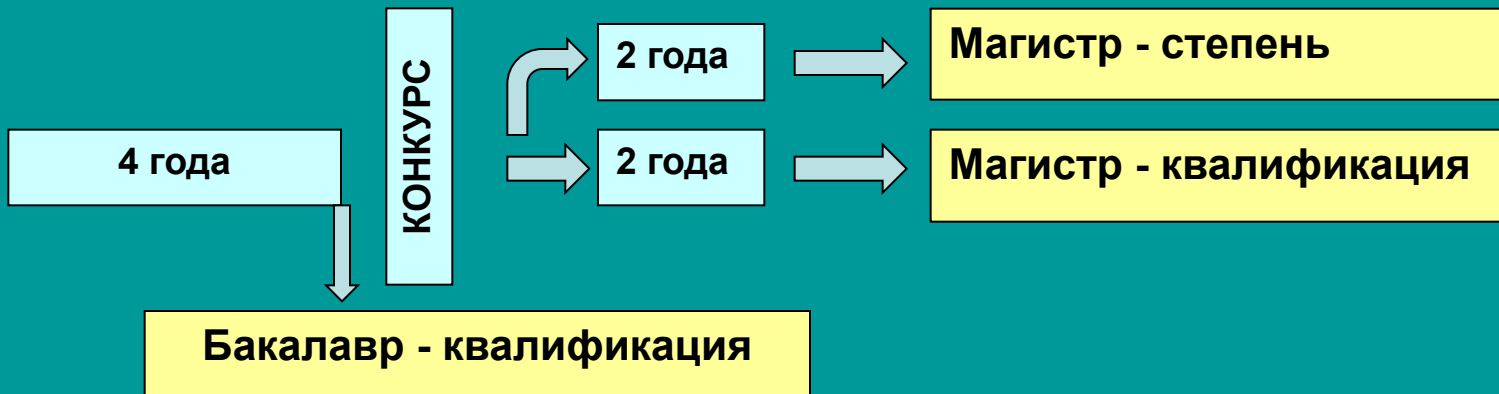 КОНКУРС
2 года
Магистр - степень
4 года
2 года
Магистр - квалификация
Бакалавр - квалификация